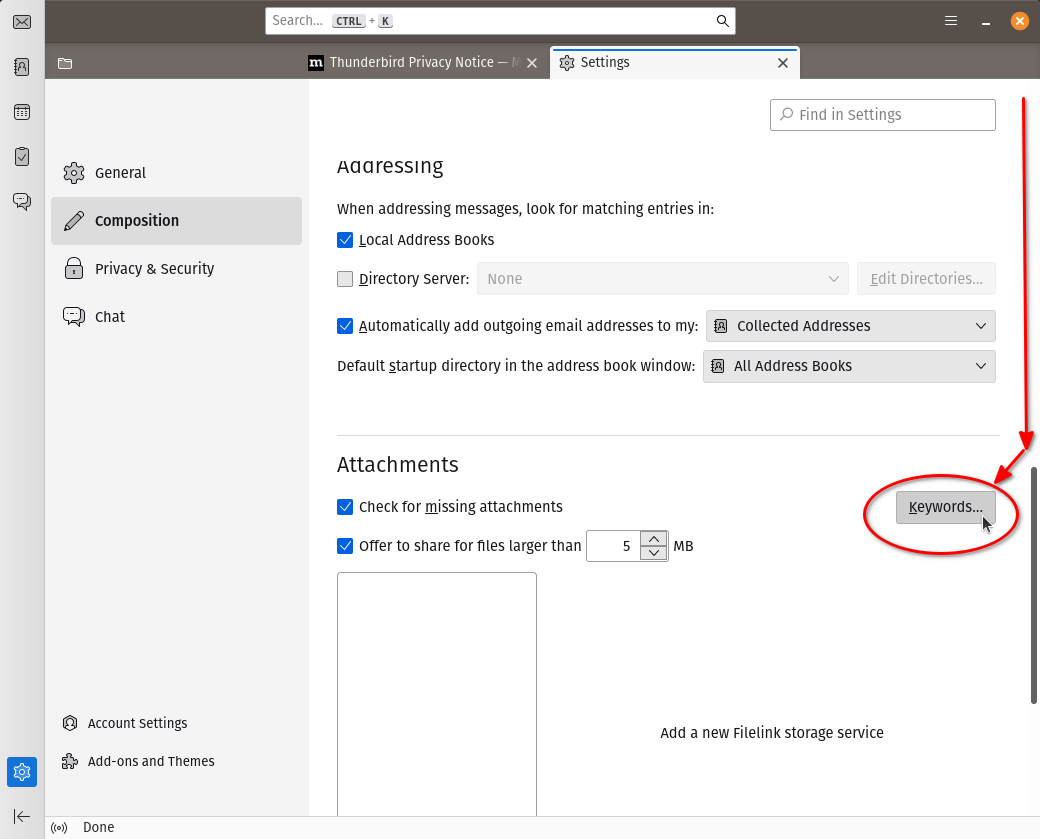 Search... CTRL + K
m Thunderbird Privacy Notice — M
Settings
Find in Settings
General
Composition
Privacy & Security
Chat
Account Settings
Add-ons and Themes
Addressing
When addressing messages, look for matching entries in:
Local Address Books
Directory Server: None Edit Directories...
Automatically add outgoing email addresses to my: Collected Addresses
Default startup directory in the address book window: All Address Books
Attachments
Check for missing attachments Keywords...
Offer to share for files larger than 5 MB
Add a new Filelink storage service
Done